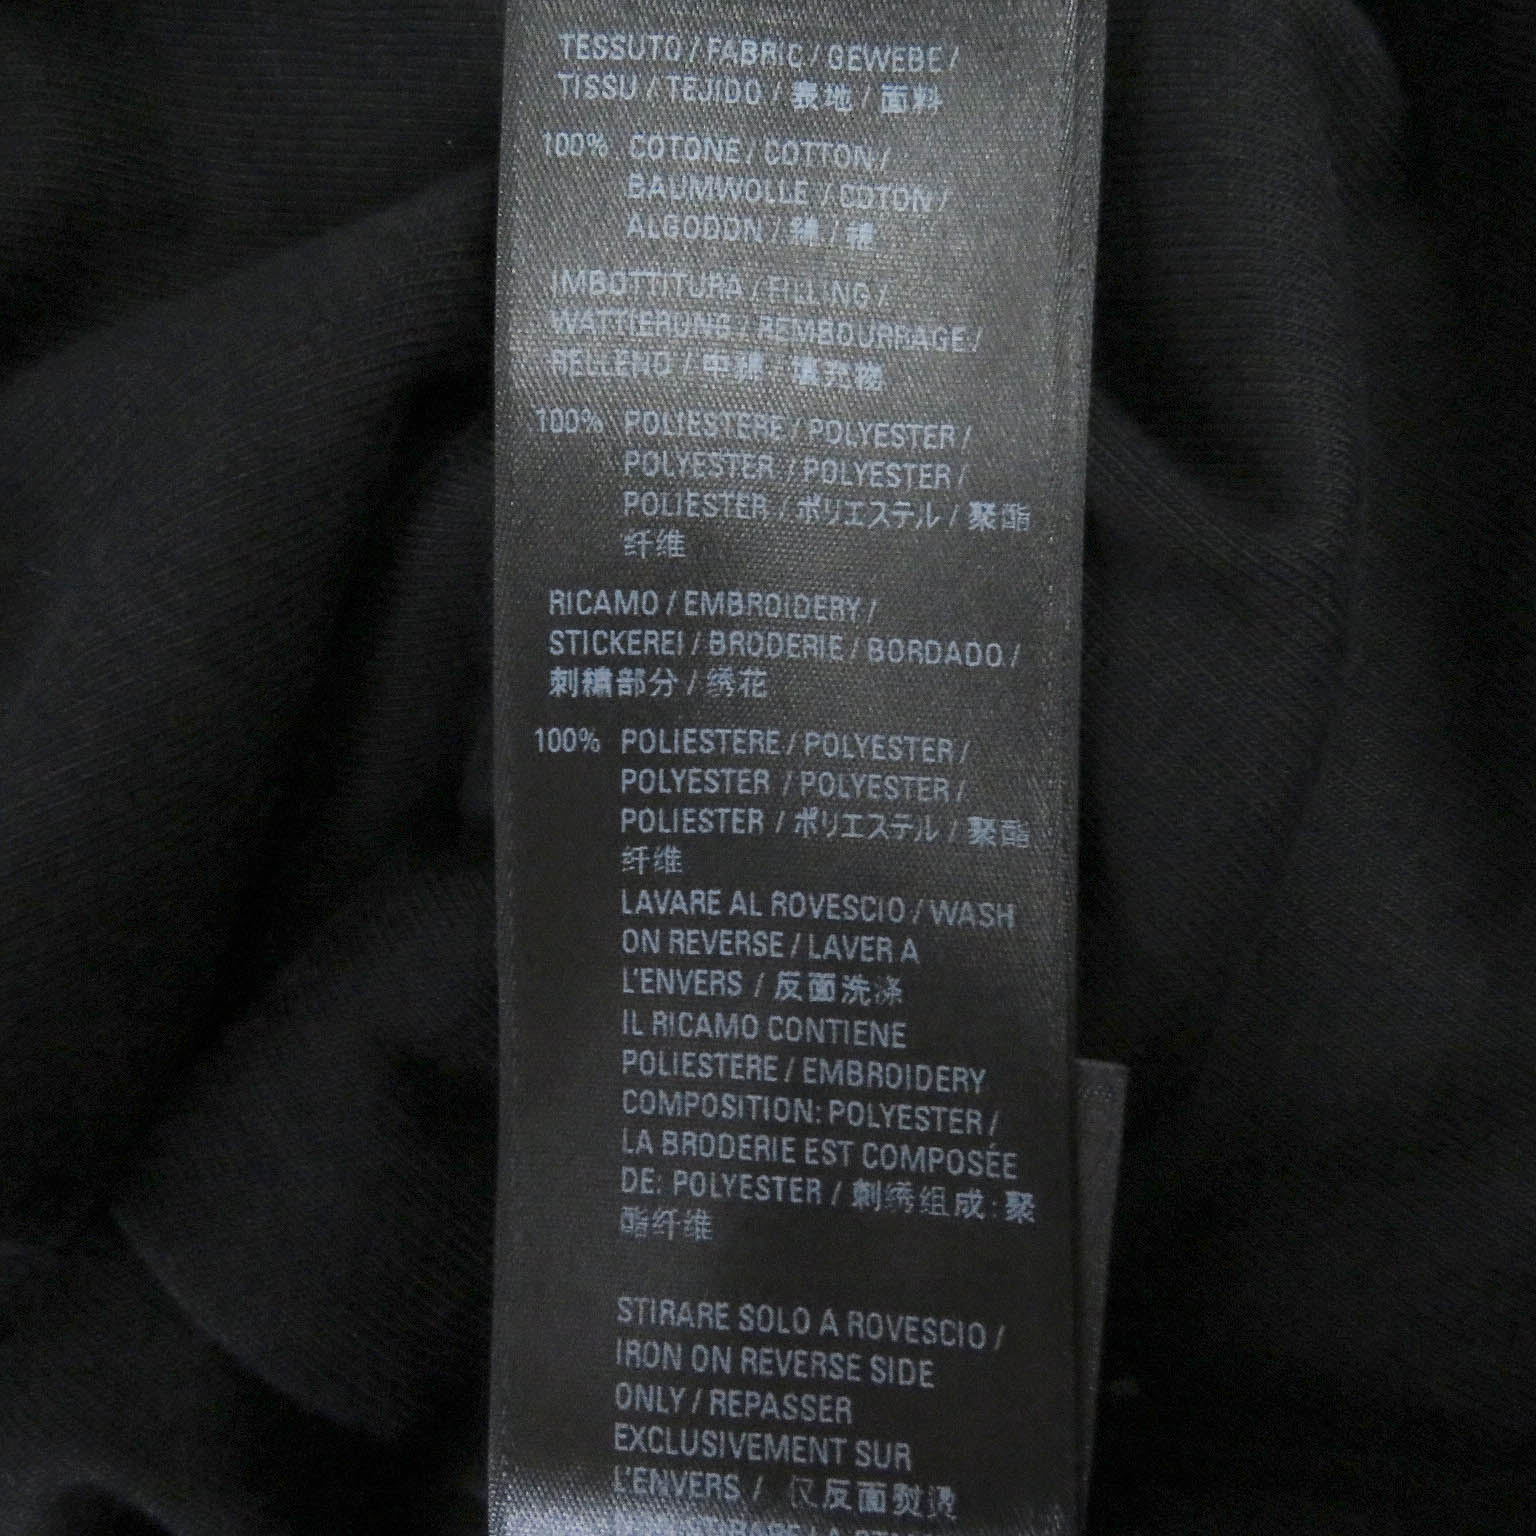 TESSUTO / FABRIC / GEWEBE /
TISSU / TEJIDO / 表地 / 面料
100% COTONE / COTTON /
BAUMWOLLE / COTON /
ALGODON / 綿 / 棉
IMBOTTITURA / FILLING /
WATTIERUNG / REMBOURRAGE /
RELLENO / 中綿 / 填充物
100% POLIESTERE / POLYESTER /
POLYESTER / POLYESTER /
POLIESTER / ポリエステル / 聚酯
纤维
RICAMO / EMBROIDERY /
STICKEREI / BRODERIE / BORDADO /
刺繍部分 / 绣花
100% POLIESTERE / POLYESTER /
POLYESTER / POLYESTER /
POLIESTER / ポリエステル / 聚酯
纤维
LAVARE AL ROVESCIO / WASH
ON REVERSE / LAVER A
L'ENVERS / 反面洗涤
IL RICAMO CONTIENE
POLIESTERE / EMBROIDERY
COMPOSITION: POLYESTER /
LA BRODERIE EST COMPOSÉE
DE: POLYESTER / 刺绣组成: 聚
酯纤维
STIRARE SOLO A ROVESCIO /
IRON ON REVERSE SIDE
ONLY / REPASSER
EXCLUSIVEMENT SUR
L'ENVERS / 仅反面熨烫